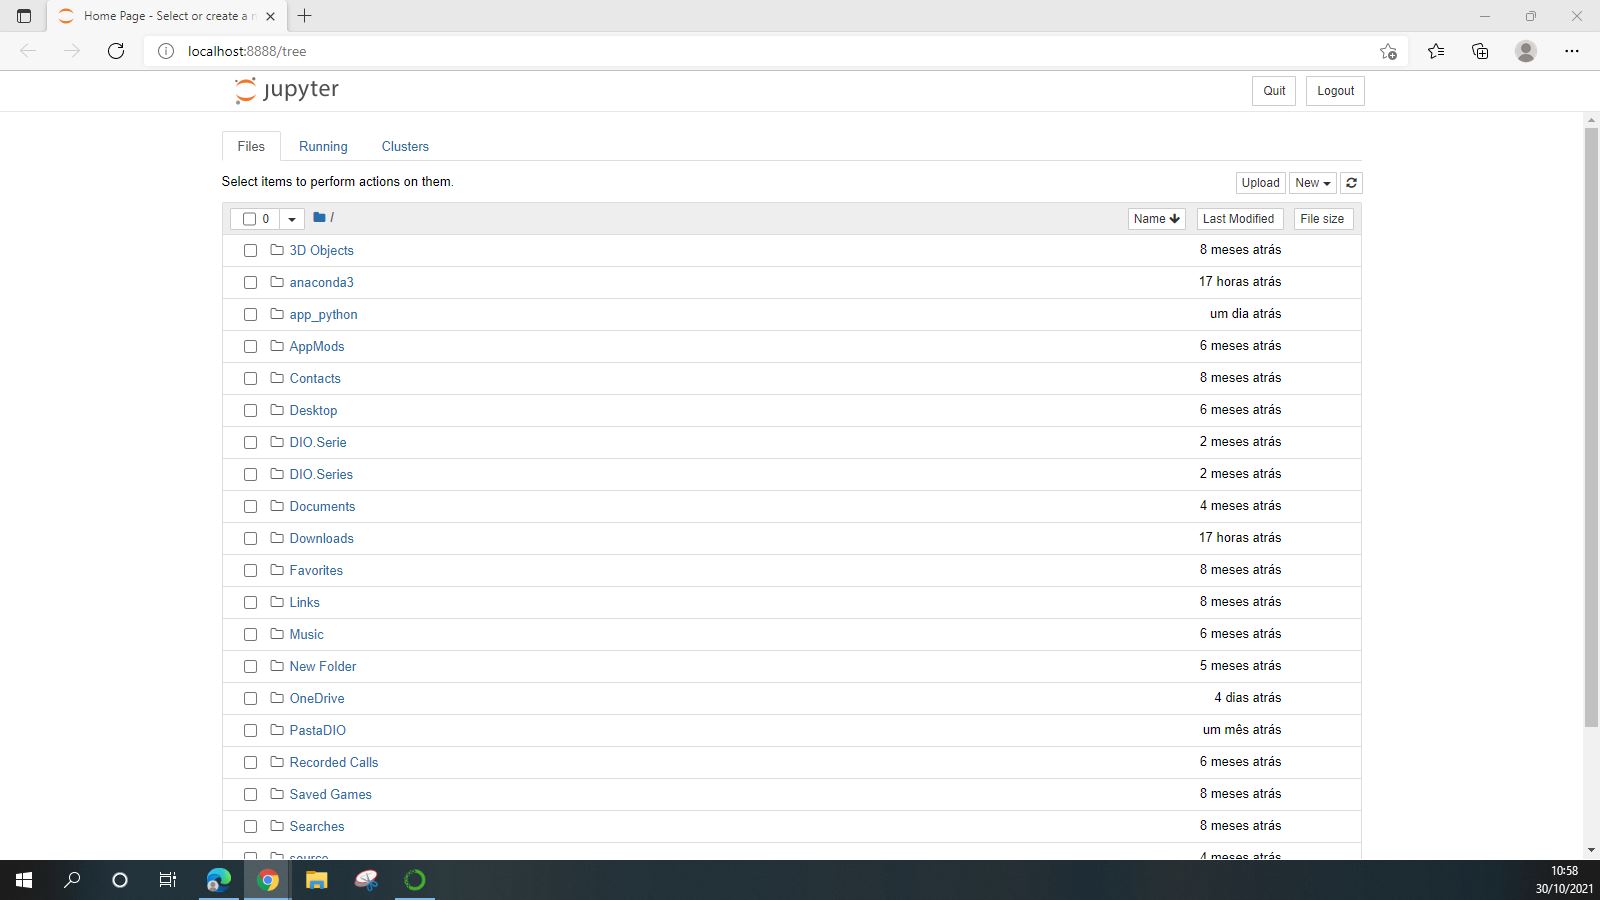 Home Page - Select or create a n
localhost:8888/tree
jupyter
Quit
Logout
Files
Running
Clusters
Select items to perform actions on them.
Upload
New
0
/
Name
Last Modified
File size
3D Objects 8 meses atrás
anaconda3 17 horas atrás
app_python um dia atrás
AppMods 6 meses atrás
Contacts 8 meses atrás
Desktop 6 meses atrás
DIO.Serie 2 meses atrás
DIO.Series 2 meses atrás
Documents 4 meses atrás
Downloads 17 horas atrás
Favorites 8 meses atrás
Links 8 meses atrás
Music 6 meses atrás
New Folder 5 meses atrás
OneDrive 4 dias atrás
PastaDIO um mês atrás
Recorded Calls 6 meses atrás
Saved Games 8 meses atrás
Searches 8 meses atrás
source 4 meses atrás
10:58
30/10/2021